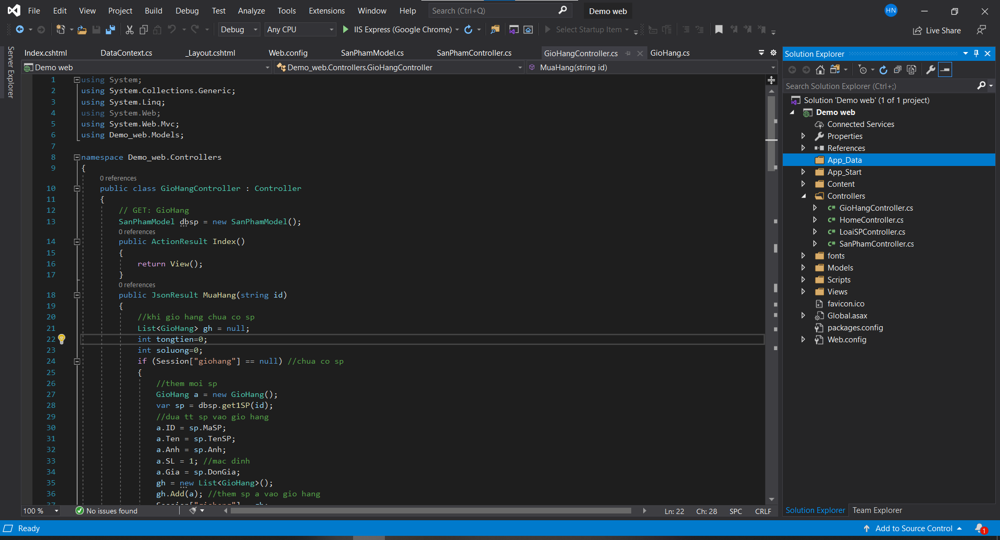 File Edit View Project Build Debug Test Analyze Tools Extensions Window Help Search (Ctrl+Q) Demo web HN
Debug Any CPU IIS Express (Google Chrome) Select Startup Item Live Share
Server Explorer
Index.cshtml DataContext.cs _Layout.cshtml Web.config SanPhamModel.cs SanPhamController.cs GioHangController.cs GioHang.cs
Demo web Demo_web.Controllers.GioHangController MuaHang(string id)
1 using System;
2 using System.Collections.Generic;
3 using System.Linq;
4 using System.Web;
5 using System.Web.Mvc;
6 using Demo_web.Models;
7
8 namespace Demo_web.Controllers
9 {
0 references
10 public class GioHangController : Controller
11 {
12 // GET: GioHang
13 SanPhamModel dbsp = new SanPhamModel();
0 references
14 public ActionResult Index()
15 {
16 return View();
17 }
0 references
18 public JsonResult MuaHang(string id)
19 {
20 //khi gio hang chua co sp
21 List<GioHang> gh = null;
22 int tongtien=0;
23 int soluong=0;
24 if (Session["giohang"] == null) //chua co sp
25 {
26 //them moi sp
27 GioHang a = new GioHang();
28 var sp = dbsp.get1SP(id);
29 //dua tt sp vao gio hang
30 a.ID = sp.MaSP;
31 a.Ten = sp.TenSP;
32 a.Anh = sp.Anh;
33 a.SL = 1; //mac dinh
34 a.Gia = sp.DonGia;
35 gh = new List<GioHang>();
36 gh.Add(a); //them sp a vao gio hang
37 Session["giohang"] = gh;
100 % No issues found Ln: 22 Ch: 28 SPC CRLF
Solution Explorer
Search Solution Explorer (Ctrl+;)
Solution 'Demo web' (1 of 1 project)
Demo web
Connected Services
Properties
References
App_Data
App_Start
Content
Controllers
C# GioHangController.cs
C# HomeController.cs
C# LoaiSPController.cs
C# SanPhamController.cs
fonts
Models
Scripts
Views
favicon.ico
Global.asax
packages.config
Web.config
Solution Explorer Team Explorer
Ready Add to Source Control 1